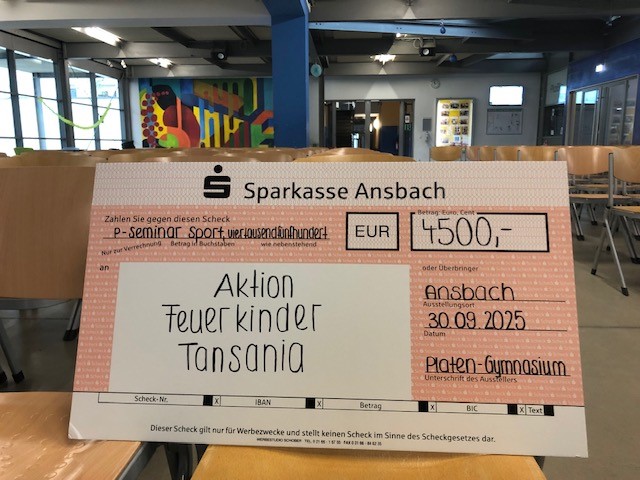 Sparkasse Ansbach
Zahlen Sie gegen diesen Scheck
P-Seminar Sport, viertausendfünfhundert
Nur zur Verrechnung Betrag in Buchstaben wie nebenstehend
EUR
Betrag: Euro, Cent
4500,-
an
Aktion
Feuerkinder
Tansania
oder Überbringer
Ansbach
Ausstellungsort
30.09.2025
Datum
Platen-Gymnasium
Unterschrift des Ausstellers
Scheck-Nr. X IBAN X Betrag X BIC X Text
Dieser Scheck gilt nur für Werbezwecke und stellt keinen Scheck im Sinne des Scheckgesetzes dar.